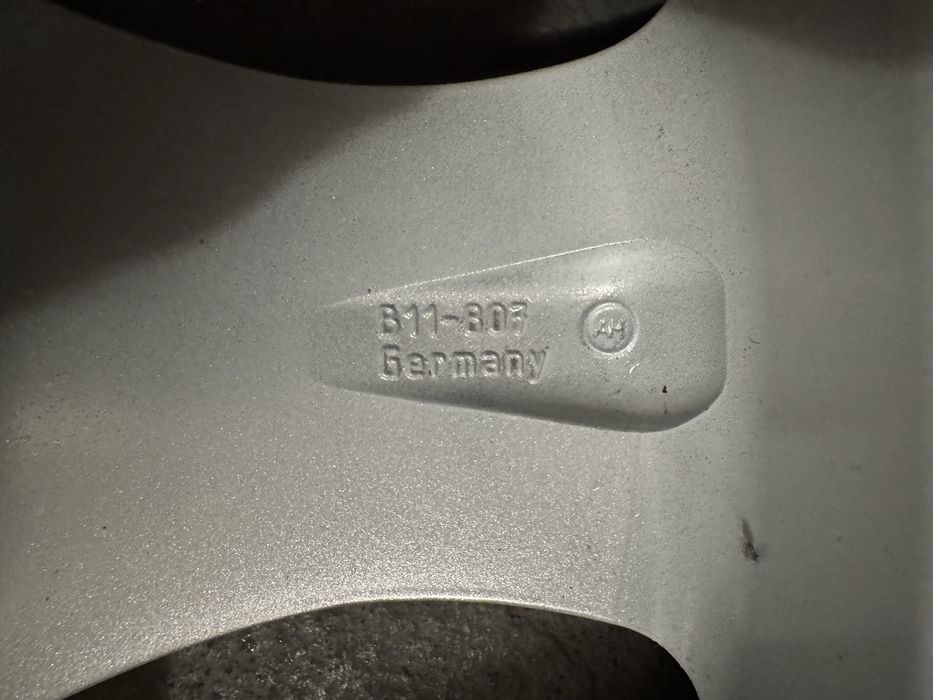 B11-803
Germany
AH